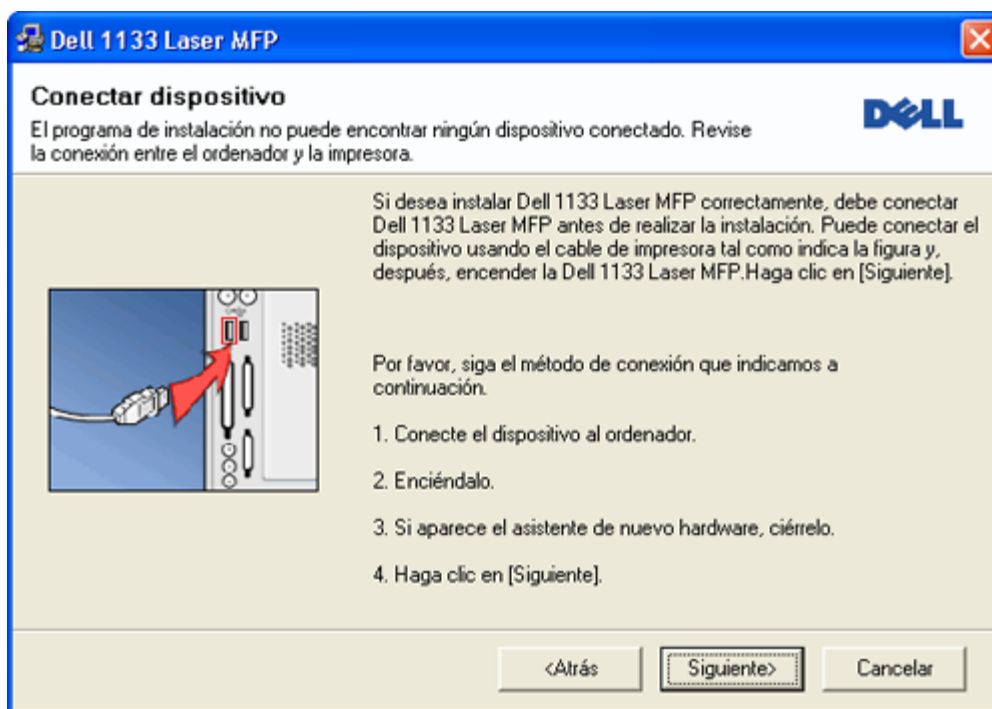 Dell 1133 Laser MFP
Conectar dispositivo
El programa de instalación no puede encontrar ningún dispositivo conectado. Revise
la conexión entre el ordenador y la impresora.
DELL
Si desea instalar Dell 1133 Laser MFP correctamente, debe conectar
Dell 1133 Laser MFP antes de realizar la instalación. Puede conectar el
dispositivo usando el cable de impresora tal como indica la figura y,
después, encender la Dell 1133 Laser MFP.Haga clic en [Siguiente].
Por favor, siga el método de conexión que indicamos a
continuación.
1. Conecte el dispositivo al ordenador.
2. Enciéndalo.
3. Si aparece el asistente de nuevo hardware, ciérrelo.
4. Haga clic en [Siguiente].
<Atrás
Siguiente>
Cancelar